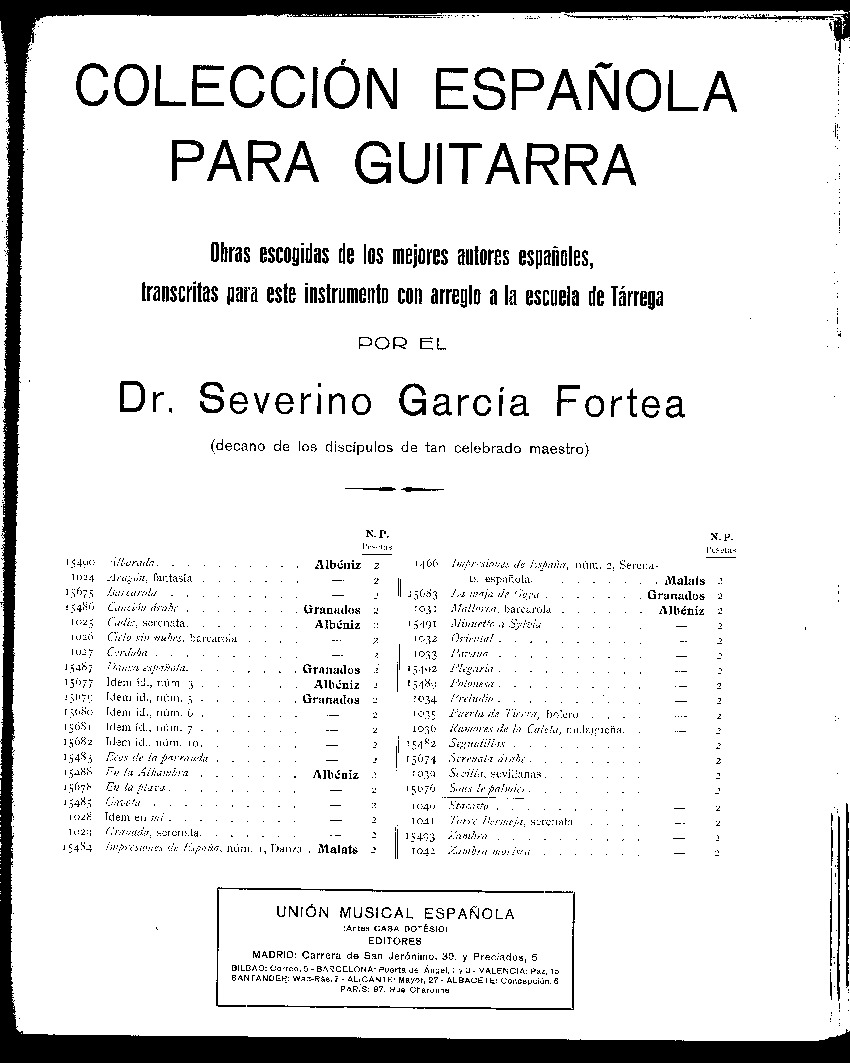 COLECCIÓN ESPAÑOLA
PARA GUITARRA
Obras escogidas de los mejores autores españoles,
transcritas para este instrumento con arreglo a la escuela de Tárrega
POR EL
Dr. Severino García Fortea
(decano de los discípulos de tan celebrado maestro)
N. P.
Pesetas
15490 Alborada. . . . . . . . . . . Albéniz 2
1024 Aragón, fantasía . . . . . . . — 2
15675 Barcarola . . . . . . . . . . — 2
15486 Canción árabe . . . . . . . . Granados 2
1025 Cádiz, serenata. . . . . . . . Albéniz 2
1026 Cielo sin nubes, barcarola . . . . — 2
1027 Córdoba . . . . . . . . . . — 2
15487 Danza española. . . . . . . . Granados 2
15677 Idem íd., núm. 3 . . . . . . . Albéniz 2
15679 Idem íd., núm. 5 . . . . . . . Granados 2
15680 Idem íd., núm. 6 . . . . . . . — 2
15681 Idem íd., núm. 7 . . . . . . . — 2
15682 Idem íd., núm. 10. . . . . . . — 2
15483 Ecos de la parranda . . . . . . — 2
15488 En la Alhambra . . . . . . . Albéniz 2
15678 En la playa. . . . . . . . . . — 2
15485 Gavota . . . . . . . . . . . — 2
1028 Idem en mi . . . . . . . . . . — 2
1029 Granada, serenata. . . . . . . — 2
15484 Impresiones de España, núm. 1, Danza . Malats 2
N. P.
Pesetas
1466 Impresiones de España, núm. 2, Serena-
ta española. . . . . . . . . Malats 2
15683 La maja de Goya . . . . . . . Granados 2
1031 Mallorca, barcarola . . . . . . Albéniz 2
15491 Minuetto a Sylvia . . . . . . — 2
1032 Oriental . . . . . . . . . . — 2
1033 Pavana . . . . . . . . . . — 2
15492 Plegaria . . . . . . . . . . — 2
15489 Polonesa . . . . . . . . . . — 2
1034 Preludio . . . . . . . . . . — 2
1035 Puerta de Tierra, bolero . . . . — 2
1036 Rumores de la Caleta, malagueña. . — 2
15482 Seguidillas . . . . . . . . . 2
15674 Serenata árabe . . . . . . . . 2
1039 Sevilla, sevillanas . . . . . . . 2
15676 Sous le palmier . . . . . . . . 2
1040 Staccato . . . . . . . . . . — 2
1041 Torre Bermeja, serenata . . . . — 2
15493 Zambra . . . . . . . . . . — 2
1042 Zambra morisca . . . . . . . — 2
UNIÓN MUSICAL ESPAÑOLA
(Antes CASA DOTÉSIO)
EDITORES
MADRID: Carrera de San Jerónimo, 30, y Preciados, 5
BILBAO: Correo, 5 - BARCELONA: Puerta de Ángel, 1 y 3 - VALENCIA: Paz, 15
SANTANDER: Wad-Rás, 7 - ALICANTE: Mayor, 27 - ALBACETE: Concepción, 6
PARÍS: 87, Rue Charonne